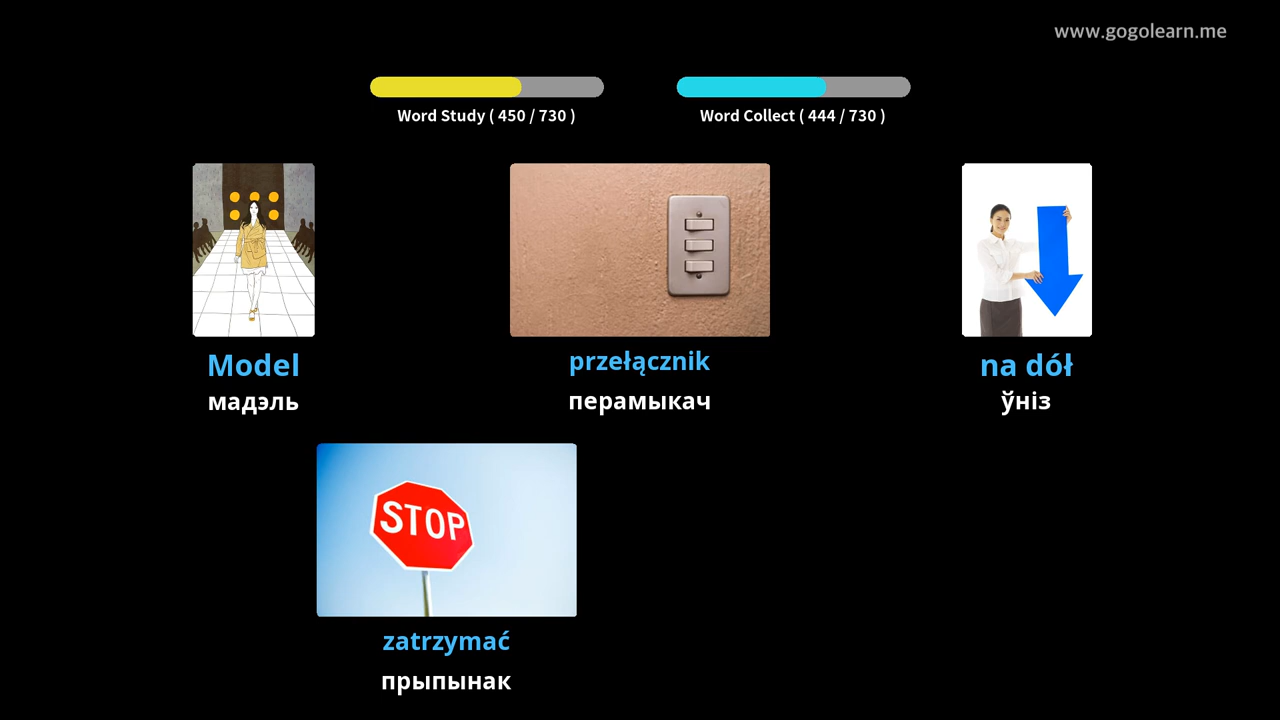 www.gogolearn.me
Word Study ( 450 / 730 )
Word Collect ( 444 / 730 )
Model
мадэль
przełącznik
перамыкач
na dół
ўніз
STOP
zatrzymać
прыпынак